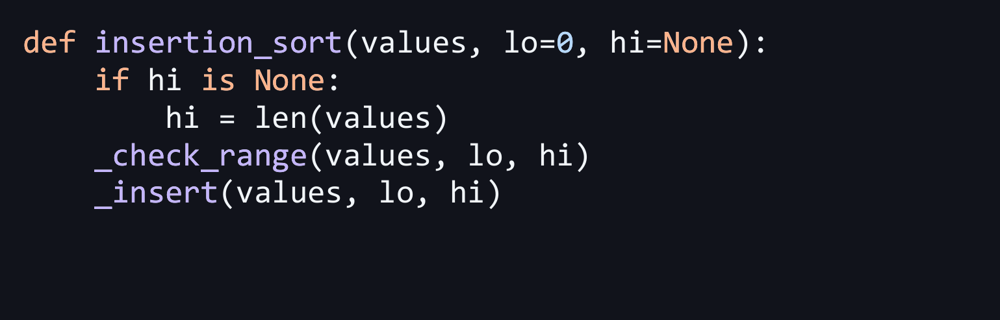 def insertion_sort(values, lo=0, hi=None):
    if hi is None:
        hi = len(values)
    _check_range(values, lo, hi)
    _insert(values, lo, hi)